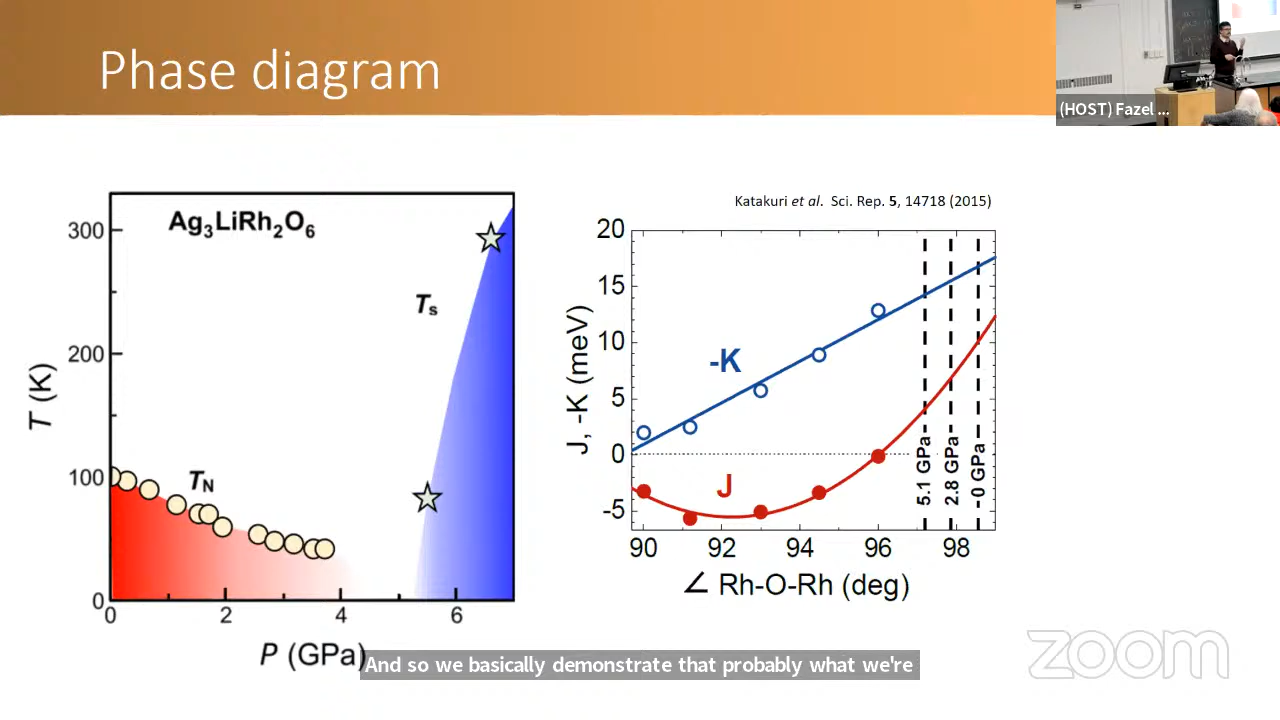 Phase diagram
(HOST) Fazel ...
Ag3LiRh2O6
300
200
100
0
T (K)
Ts
TN
0
2
4
6
P (GPa)
Katakuri et al. Sci. Rep. 5, 14718 (2015)
20
15
10
5
0
-5
J, -K (meV)
-K
J
5.1 GPa
2.8 GPa
0 GPa
90
92
94
96
98
∠ Rh-O-Rh (deg)
And so we basically demonstrate that probably what we're
zoom